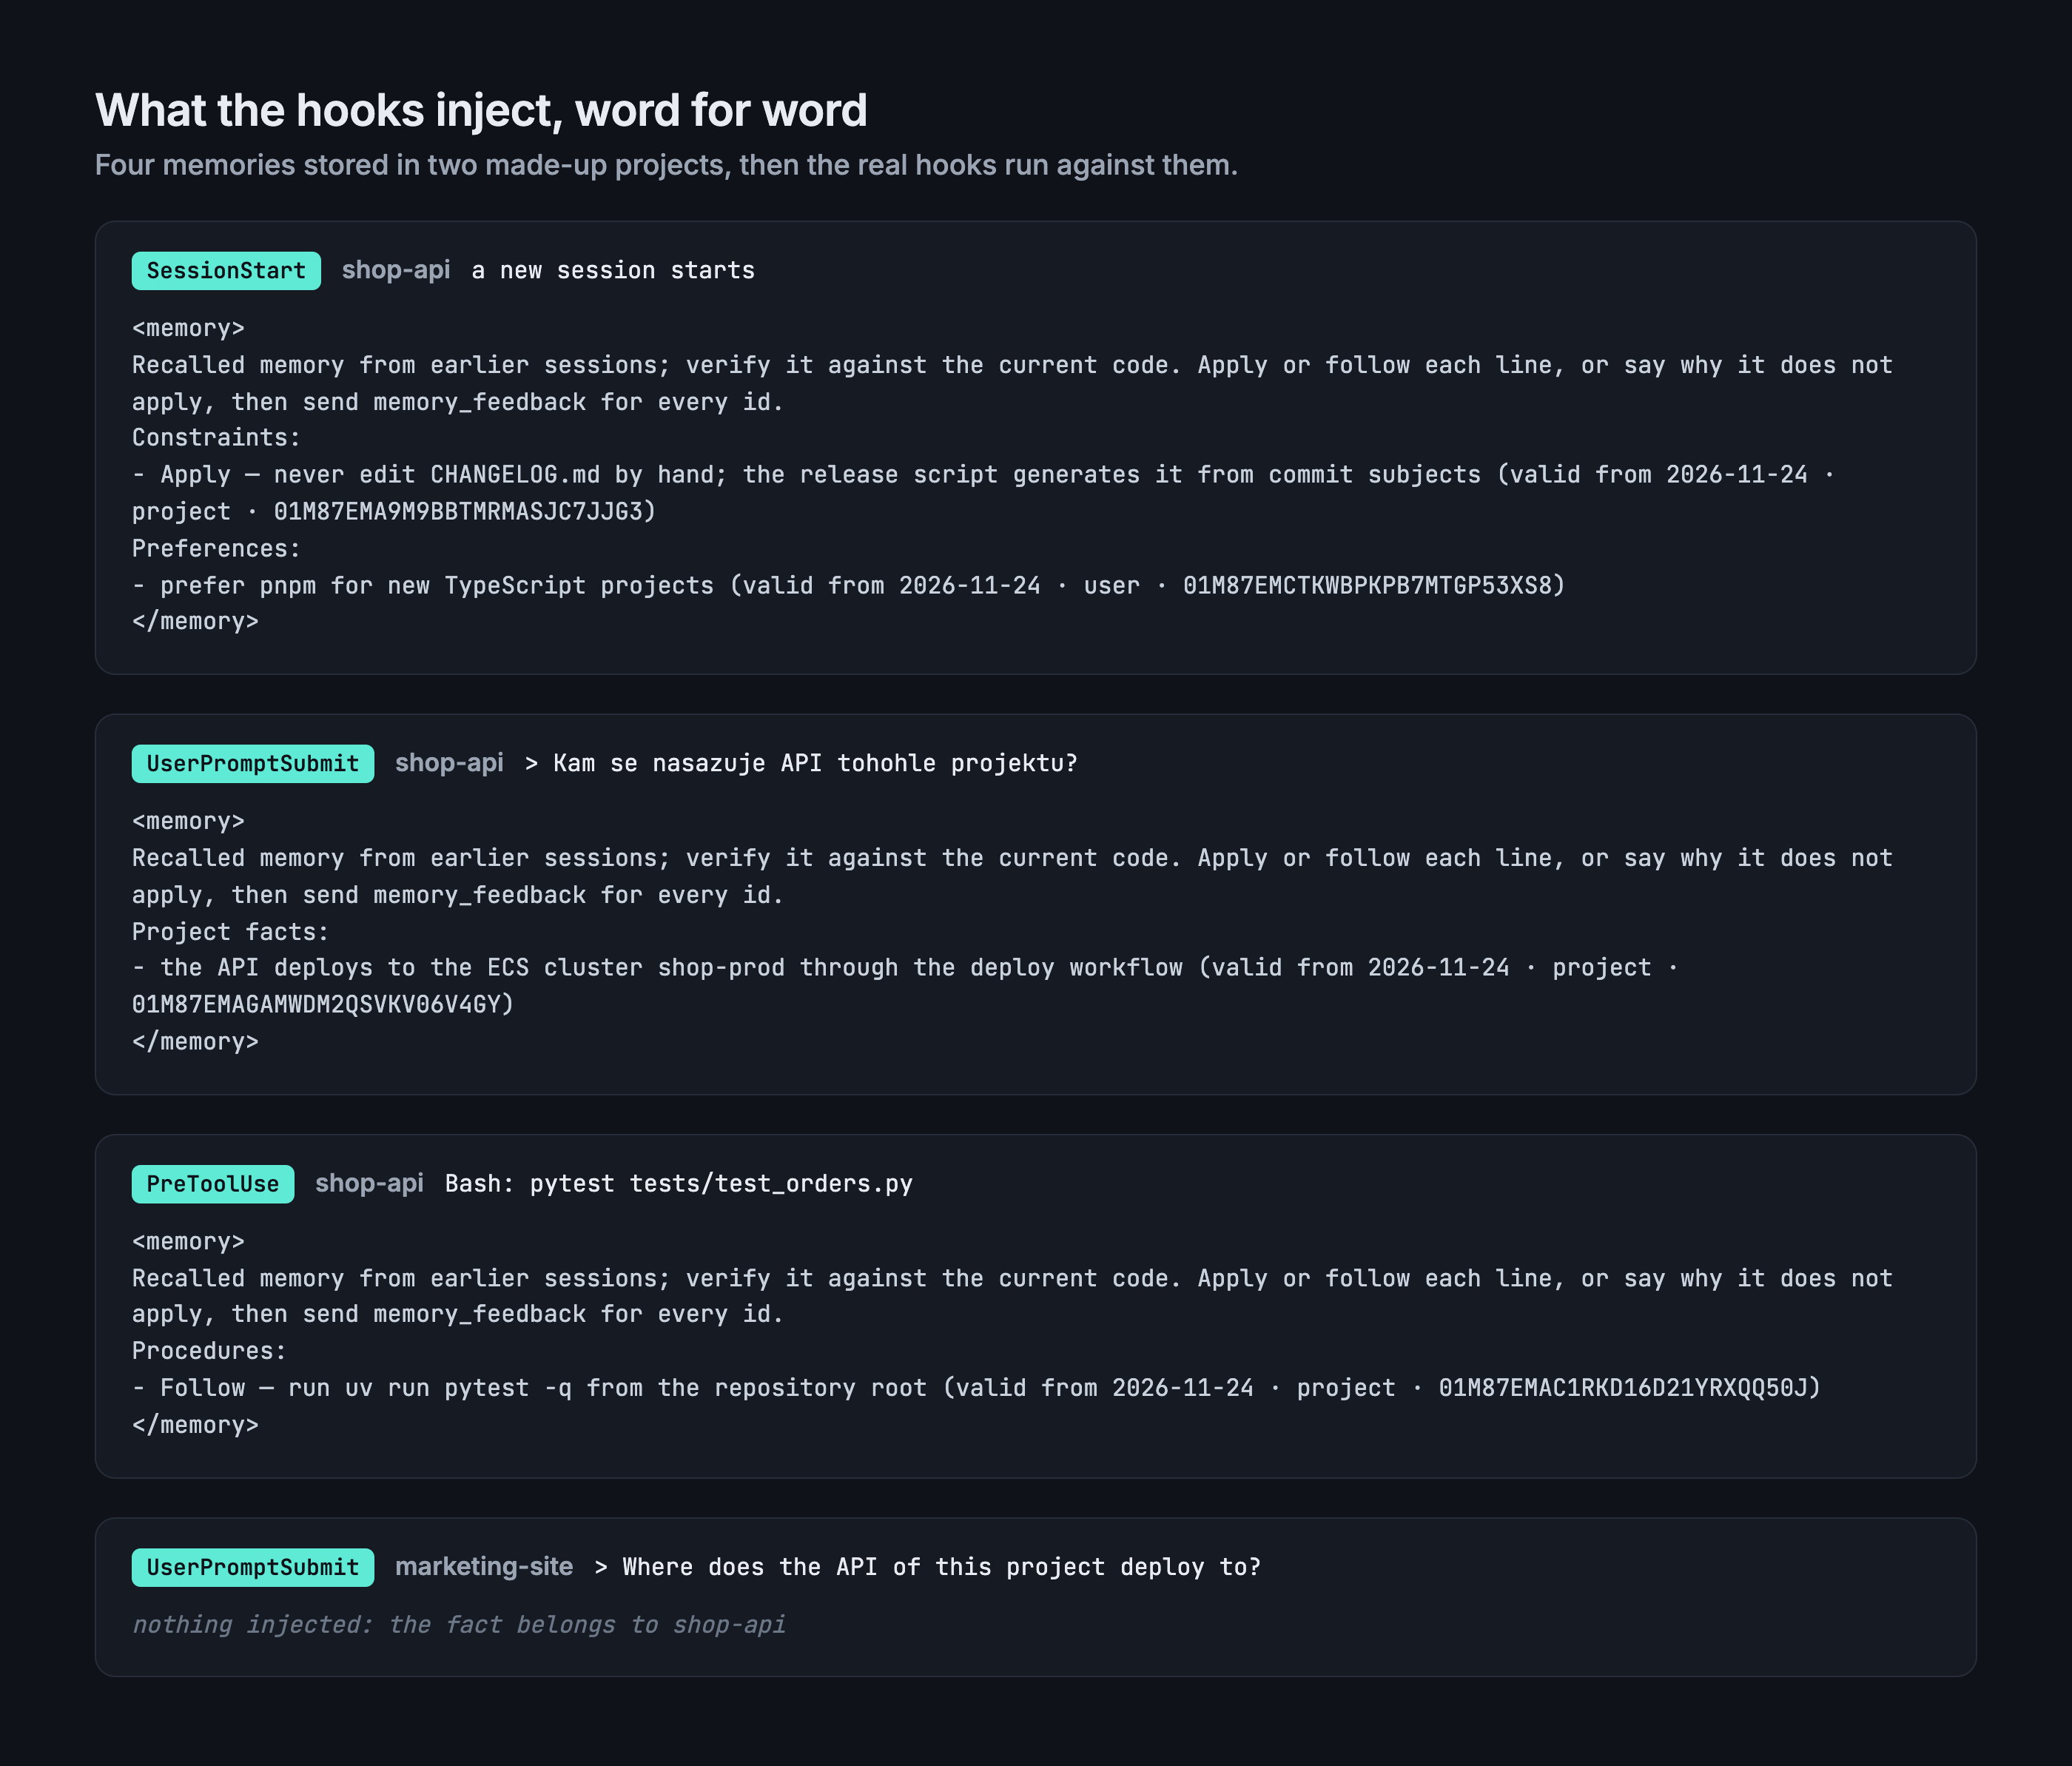 What the hooks inject, word for word
Four memories stored in two made-up projects, then the real hooks run against them.
SessionStart shop-api a new session starts
<memory>
Recalled memory from earlier sessions; verify it against the current code. Apply or follow each line, or say why it does not
apply, then send memory_feedback for every id.
Constraints:
- Apply — never edit CHANGELOG.md by hand; the release script generates it from commit subjects (valid from 2026-11-24 ·
project · 01M87EMA9M9BBTMRMASJC7JJG3)
Preferences:
- prefer pnpm for new TypeScript projects (valid from 2026-11-24 · user · 01M87EMCTKWBPKPB7MTGP53XS8)
</memory>
UserPromptSubmit shop-api > Kam se nasazuje API tohohle projektu?
<memory>
Recalled memory from earlier sessions; verify it against the current code. Apply or follow each line, or say why it does not
apply, then send memory_feedback for every id.
Project facts:
- the API deploys to the ECS cluster shop-prod through the deploy workflow (valid from 2026-11-24 · project ·
01M87EMAGAMWDM2QSVKV06V4GY)
</memory>
PreToolUse shop-api Bash: pytest tests/test_orders.py
<memory>
Recalled memory from earlier sessions; verify it against the current code. Apply or follow each line, or say why it does not
apply, then send memory_feedback for every id.
Procedures:
- Follow — run uv run pytest -q from the repository root (valid from 2026-11-24 · project · 01M87EMAC1RKD16D21YRXQQ50J)
</memory>
UserPromptSubmit marketing-site > Where does the API of this project deploy to?
nothing injected: the fact belongs to shop-api